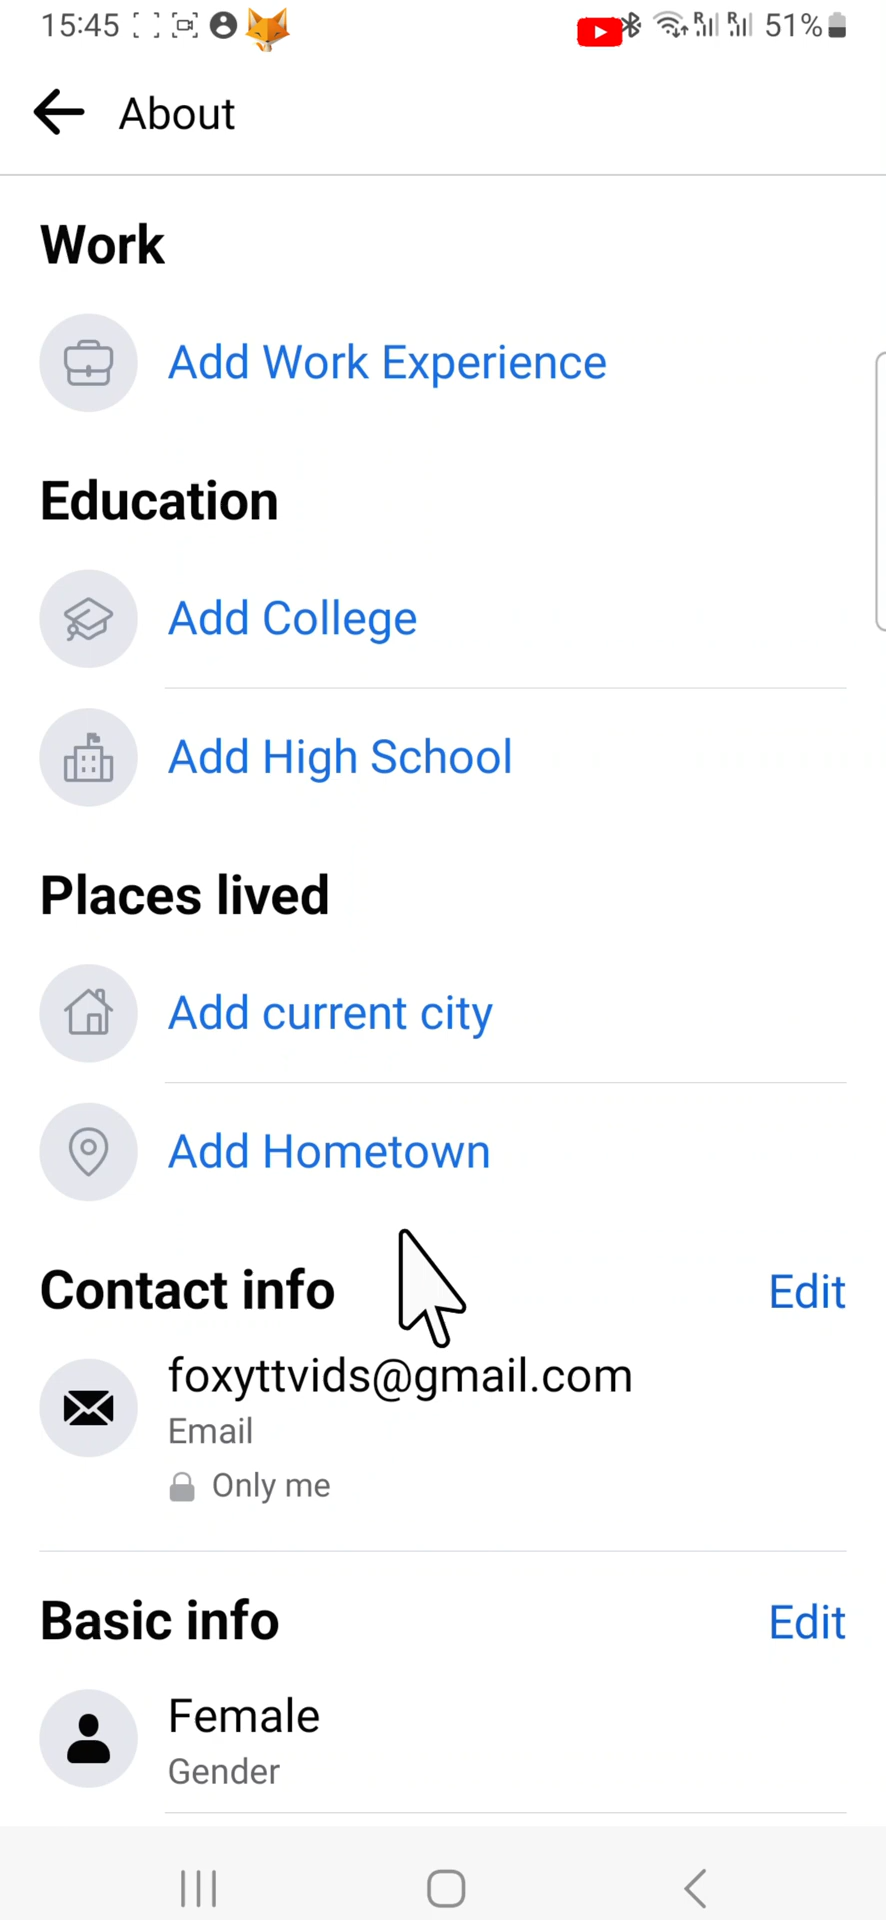 15:45 51%
About
Work
Add Work Experience
Education
Add College
Add High School
Places lived
Add current city
Add Hometown
Contact info Edit
foxyttvids@gmail.com
Email
Only me
Basic info Edit
Female
Gender